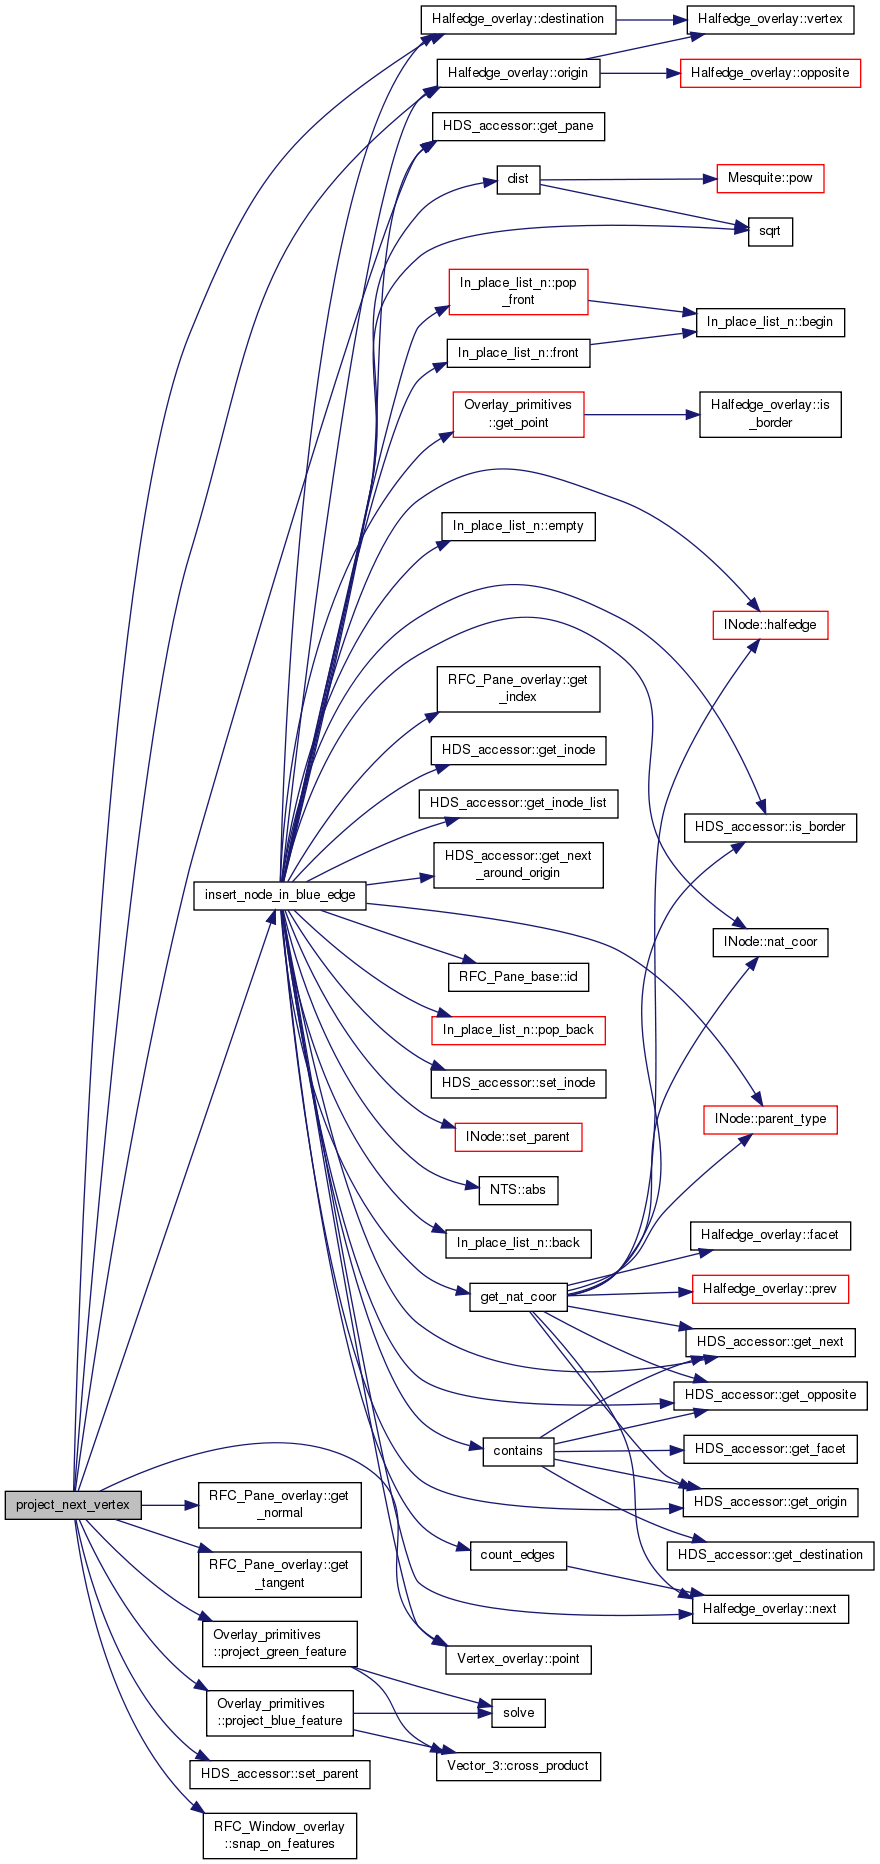 Halfedge_overlay::destination
Halfedge_overlay::vertex
Halfedge_overlay::origin
Halfedge_overlay::opposite
HDS_accessor::get_pane
dist
Mesquite::pow
sqrt
In_place_list_n::pop
_front
In_place_list_n::begin
In_place_list_n::front
Overlay_primitives
::get_point
Halfedge_overlay::is
_border
In_place_list_n::empty
INode::halfedge
RFC_Pane_overlay::get
_index
HDS_accessor::get_inode
HDS_accessor::get_inode_list
HDS_accessor::is_border
HDS_accessor::get_next
_around_origin
insert_node_in_blue_edge
INode::nat_coor
RFC_Pane_base::id
In_place_list_n::pop_back
HDS_accessor::set_inode
INode::parent_type
INode::set_parent
NTS::abs
In_place_list_n::back
Halfedge_overlay::facet
get_nat_coor
Halfedge_overlay::prev
HDS_accessor::get_next
HDS_accessor::get_opposite
contains
HDS_accessor::get_facet
project_next_vertex
RFC_Pane_overlay::get
_normal
HDS_accessor::get_origin
count_edges
HDS_accessor::get_destination
RFC_Pane_overlay::get
_tangent
Halfedge_overlay::next
Overlay_primitives
::project_green_feature
Vertex_overlay::point
Overlay_primitives
::project_blue_feature
solve
HDS_accessor::set_parent
Vector_3::cross_product
RFC_Window_overlay
::snap_on_features